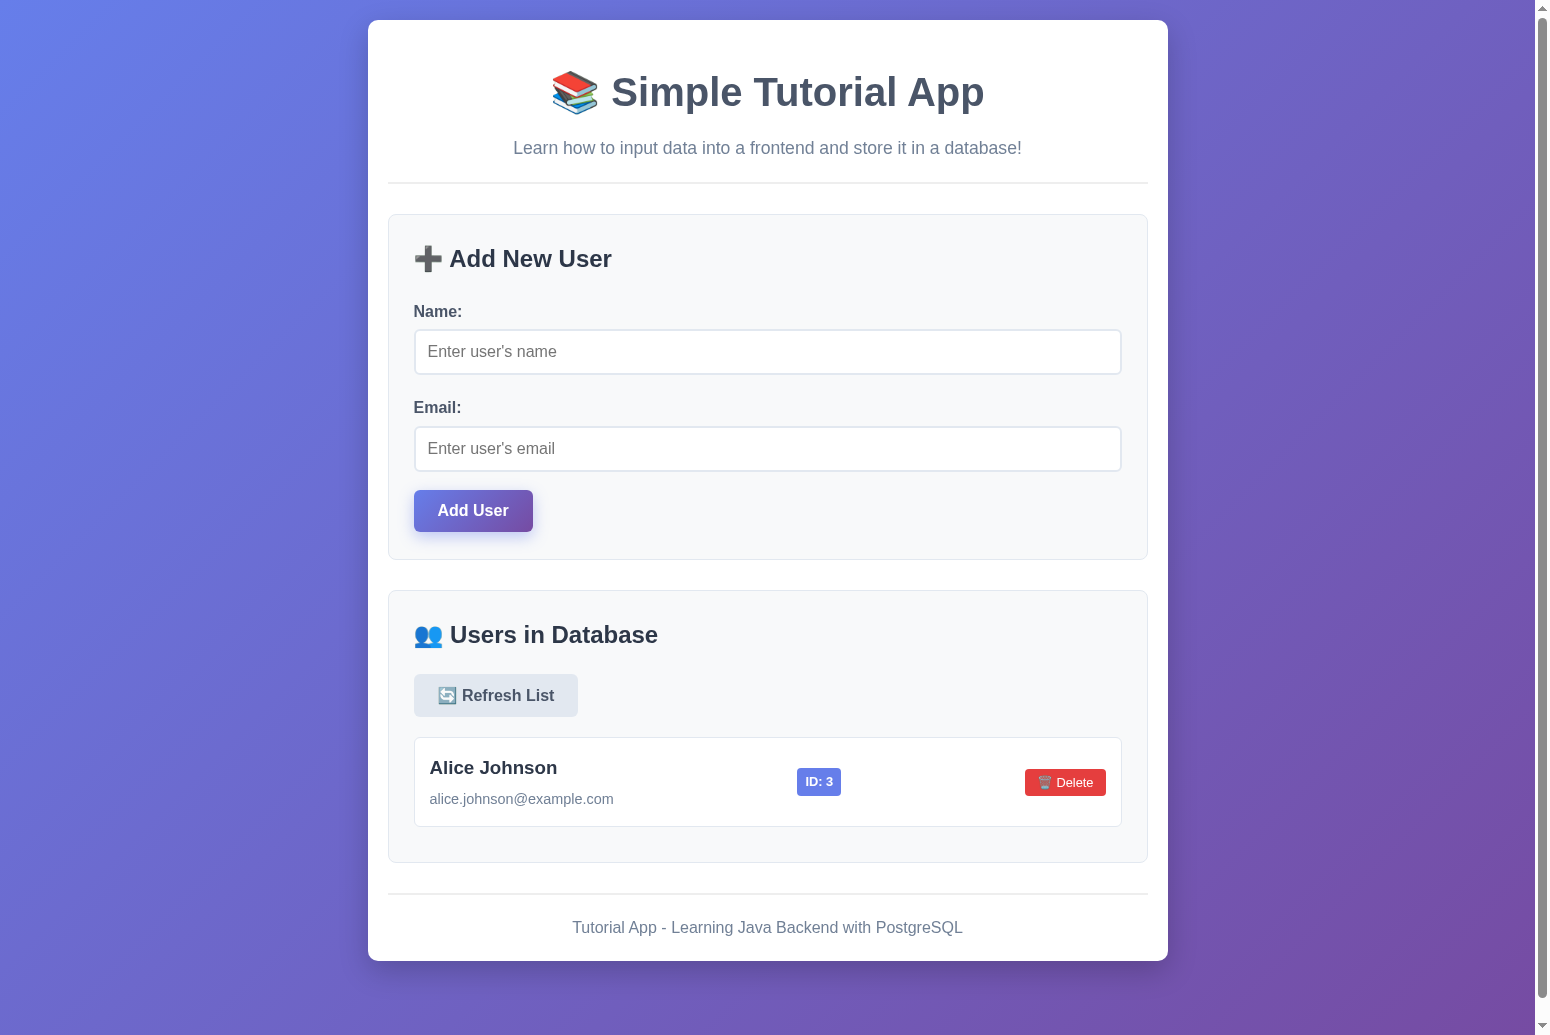 📚 Simple Tutorial App
Learn how to input data into a frontend and store it in a database!
➕ Add New User
Name:
Enter user's name
Email:
Enter user's email
Add User
👥 Users in Database
🔄 Refresh List
Alice Johnson
alice.johnson@example.com
ID: 3
🗑️ Delete
Tutorial App - Learning Java Backend with PostgreSQL